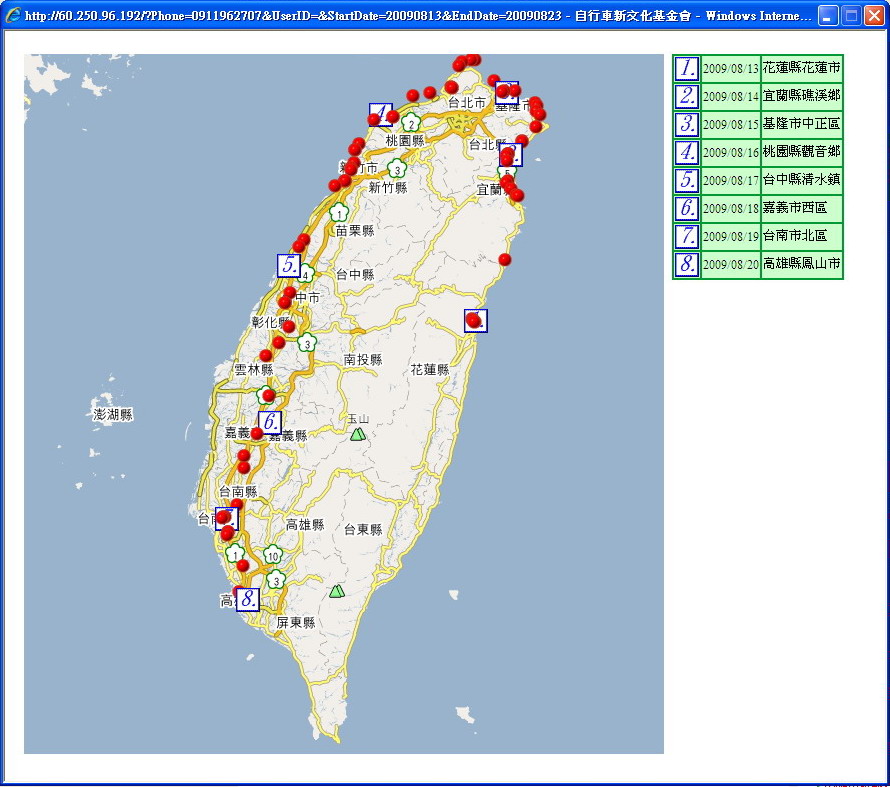 http://60.250.96.192/?Phone=0911962707&UserID=&StartDate=20090813&EndDate=20090823 - 自行車新文化基金會 - Windows Interne...
1. 2009/08/13 花蓮縣花蓮市
2. 2009/08/14 宜蘭縣礁溪鄉
3. 2009/08/15 基隆市中正區
4. 2009/08/16 桃園縣觀音鄉
5. 2009/08/17 台中縣清水鎮
6. 2009/08/18 嘉義市西區
7. 2009/08/19 台南市北區
8. 2009/08/20 高雄縣鳳山市
台北市
基隆市
4.
2
桃園縣
台北縣
新竹市
3
新竹縣
5
宜蘭
1
苗栗縣
5.
4
台中縣
中市
彰化縣
3
南投縣
雲林縣
花蓮縣
澎湖縣
玉山
6.
嘉義
嘉義縣
台南縣
台南
高雄縣
台東縣
1
10
3
高
8.
屏東縣